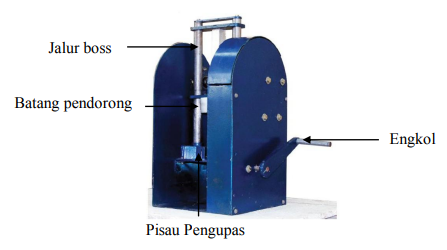 Jalur boss
Batang pendorong
Engkol
Pisau Pengupas